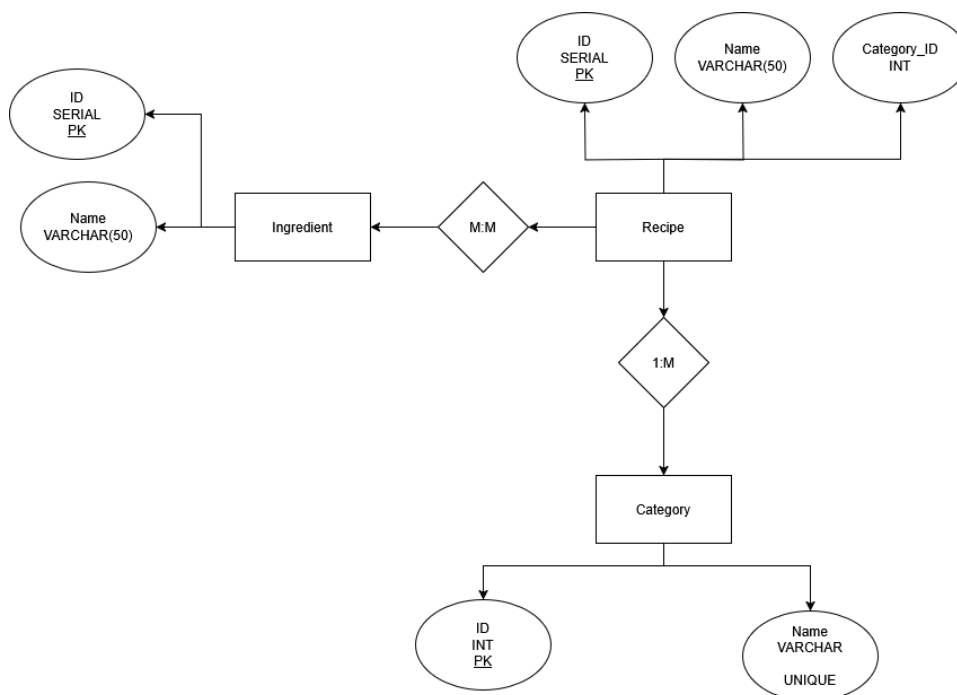 ID
SERIAL
PK
Name
VARCHAR(50)
Category_ID
INT
ID
SERIAL
PK
Name
VARCHAR(50)
Ingredient
M:M
Recipe
1:M
Category
ID
INT
PK
Name
VARCHAR
UNIQUE